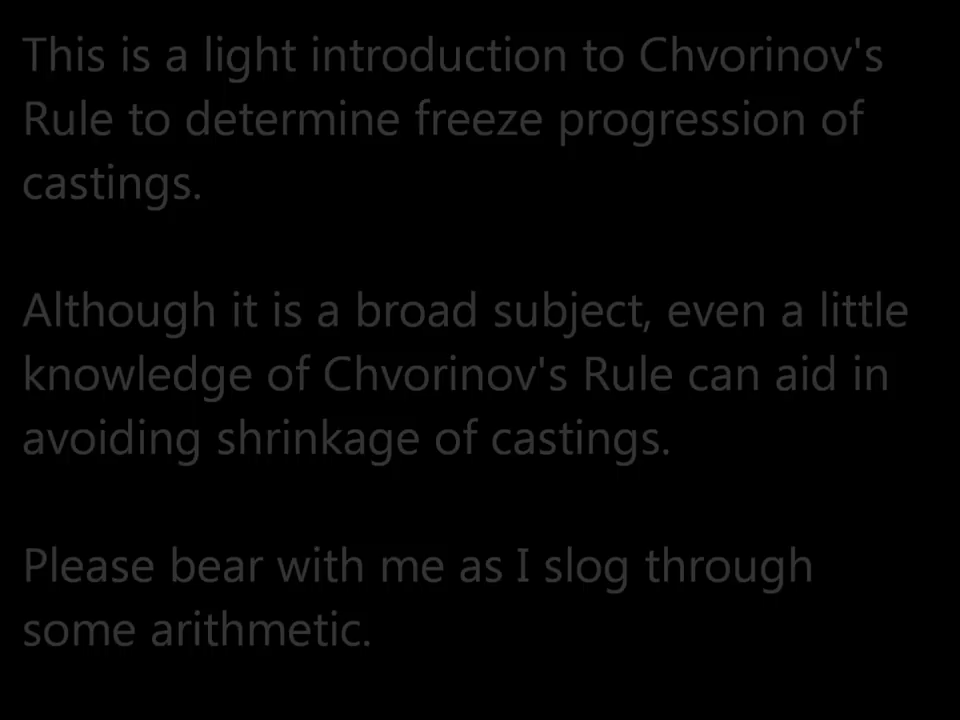 This is a light introduction to Chvorinov's
Rule to determine freeze progression of
castings.
Although it is a broad subject, even a little
knowledge of Chvorinov's Rule can aid in
avoiding shrinkage of castings.
Please bear with me as I slog through
some arithmetic.